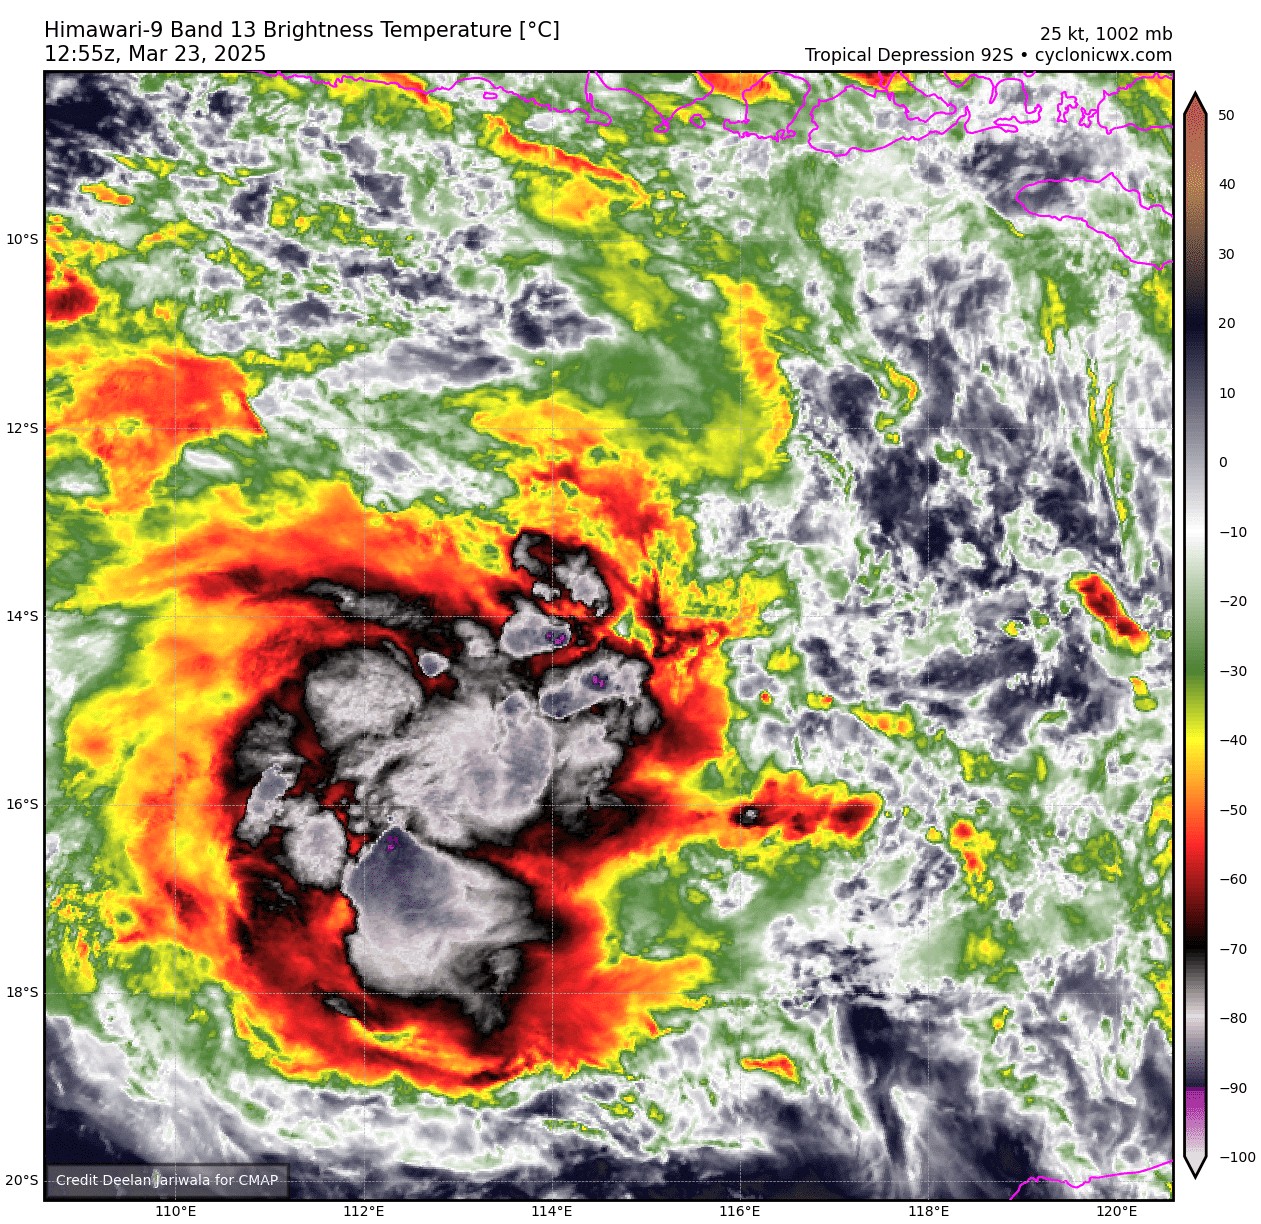 Himawari-9 Band 13 Brightness Temperature [°C]
12:55z, Mar 23, 2025
25 kt, 1002 mb
Tropical Depression 92S • cyclonicwx.com
10°S
12°S
14°S
16°S
18°S
20°S
110°E
112°E
114°E
116°E
118°E
120°E
50
40
30
20
10
0
−10
−20
−30
−40
−50
−60
−70
−80
−90
−100
Credit Deelan Jariwala for CMAP